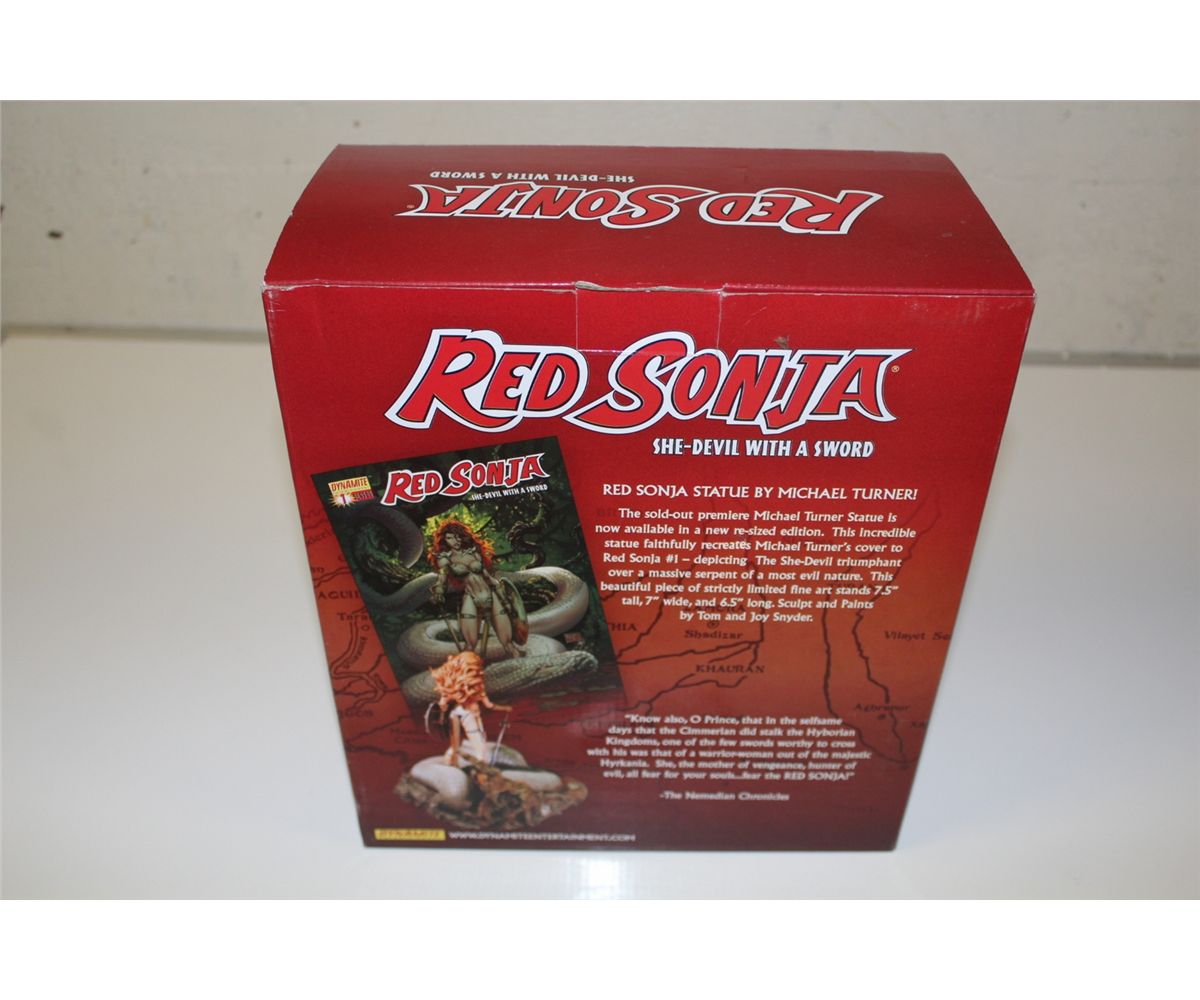 RED SONJA
SHE-DEVIL WITH A SWORD
RED SONJA®
SHE-DEVIL WITH A SWORD
DYNAMITE
1
RED SONJA
SHE-DEVIL WITH A SWORD
RED SONJA STATUE BY MICHAEL TURNER!
The sold-out premiere Michael Turner Statue is
now available in a new re-sized edition. This incredible
statue faithfully recreates Michael Turner's cover to
Red Sonja #1 – depicting The She-Devil triumphant
over a massive serpent of a most evil nature. This
beautiful piece of strictly limited fine art stands 7.5"
tall, 7" wide, and 6.5" long. Sculpt and Paints
by Tom and Joy Snyder.
Shadizar
KHAURAN
Vilayet
Aghrapur
"Know also, O Prince, that in the selfsame
days that the Cimmerian did stalk the Hyborian
Kingdoms, one of the few swords worthy to cross
with his was that of a warrior-woman out of the majestic
Hyrkania. She, the mother of vengeance, hunter of
evil, all fear for your souls...fear the RED SONJA!"
-The Nemedian Chronicles
DYNAMITE
WWW.DYNAMITEENTERTAINMENT.COM